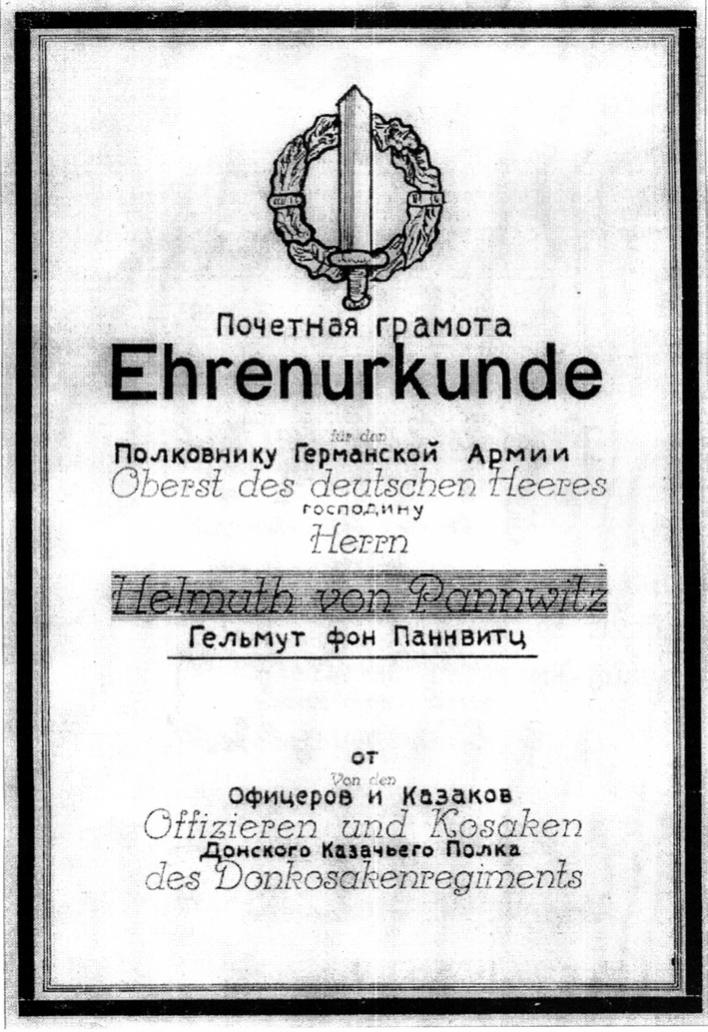 Почетная грамота
Ehrenurkunde
für den
Полковнику Германской Армии
Oberst des deutschen Heeres
господину
Herrn
Helmuth von Pannwitz
Гельмут фон Паннвитц
от
Von den
Офицеров и Казаков
Offizieren und Kosaken
Донского Казачьего Полка
des Donkosakenregiments